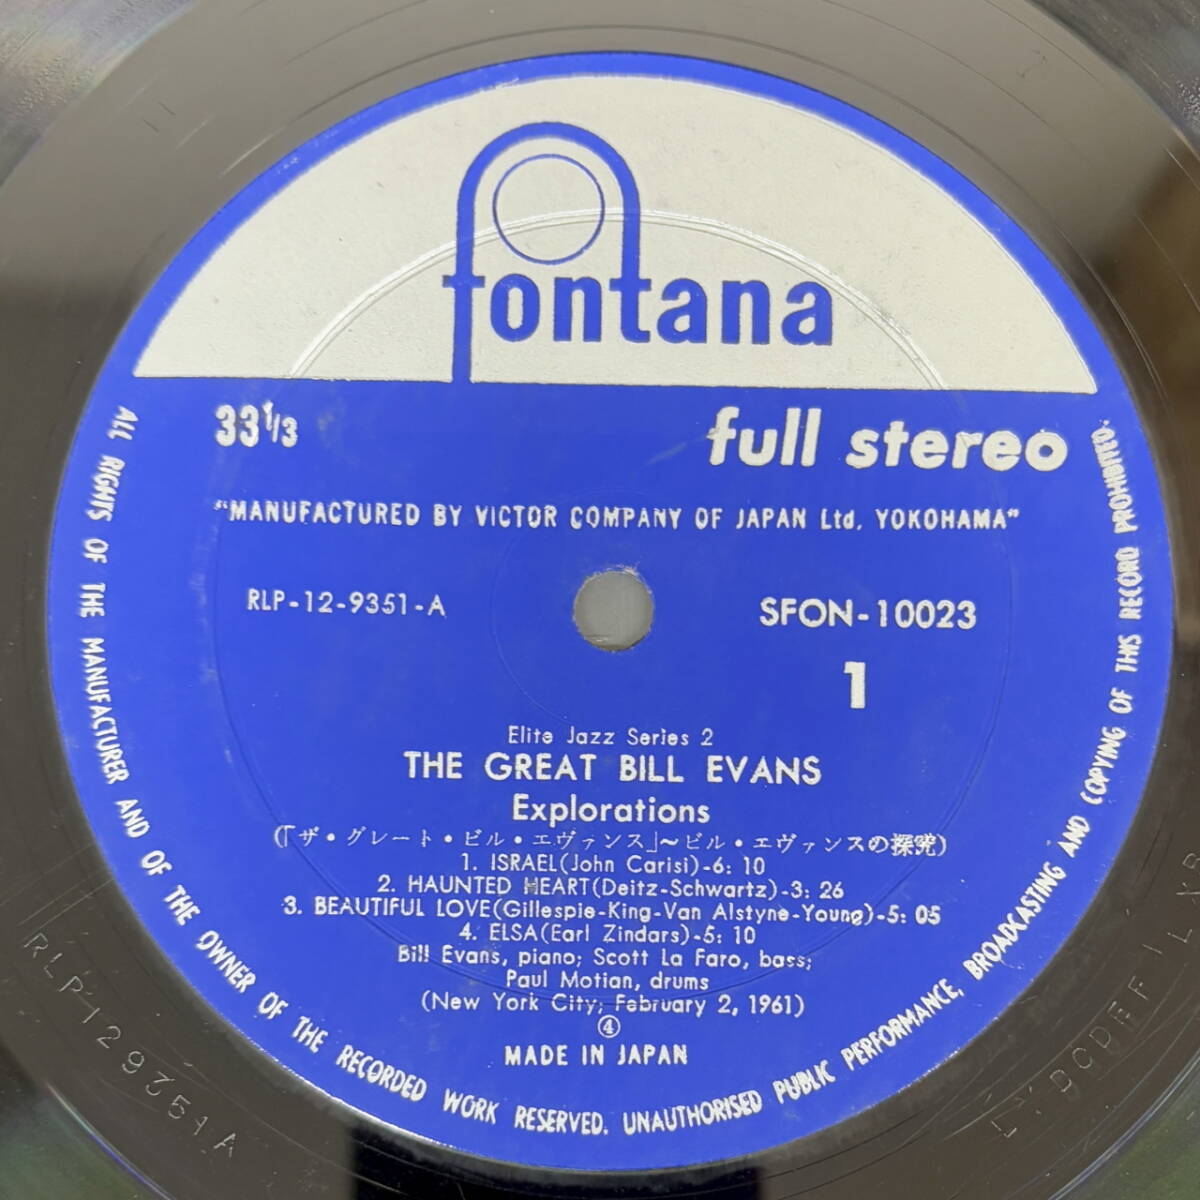 fontana
33 1/3
full stereo
"MANUFACTURED BY VICTOR COMPANY OF JAPAN Ltd. YOKOHAMA"
RLP-12-9351-A
SFON-10023
1
Elite Jazz Series 2
THE GREAT BILL EVANS
Explorations
(「ザ・グレート・ビル・エヴァンス」~ビル・エヴァンスの探究)
1. ISRAEL(John Carisi)-6: 10
2. HAUNTED HEART(Deitz-Schwartz)-3: 26
3. BEAUTIFUL LOVE(Gillespie-King-Van Alstyne-Young)-5: 05
4. ELSA(Earl Zindars)-5: 10
Bill Evans, piano; Scott La Faro, bass;
Paul Motian, drums
(New York City; February 2, 1961)
④
MADE IN JAPAN
ALL RIGHTS OF THE MANUFACTURER AND OF THE OWNER OF THE RECORDED WORK RESERVED. UNAUTHORISED PUBLIC PERFORMANCE, BROADCASTING AND COPYING OF THIS RECORD PROHIBITED.
RLP 129351A